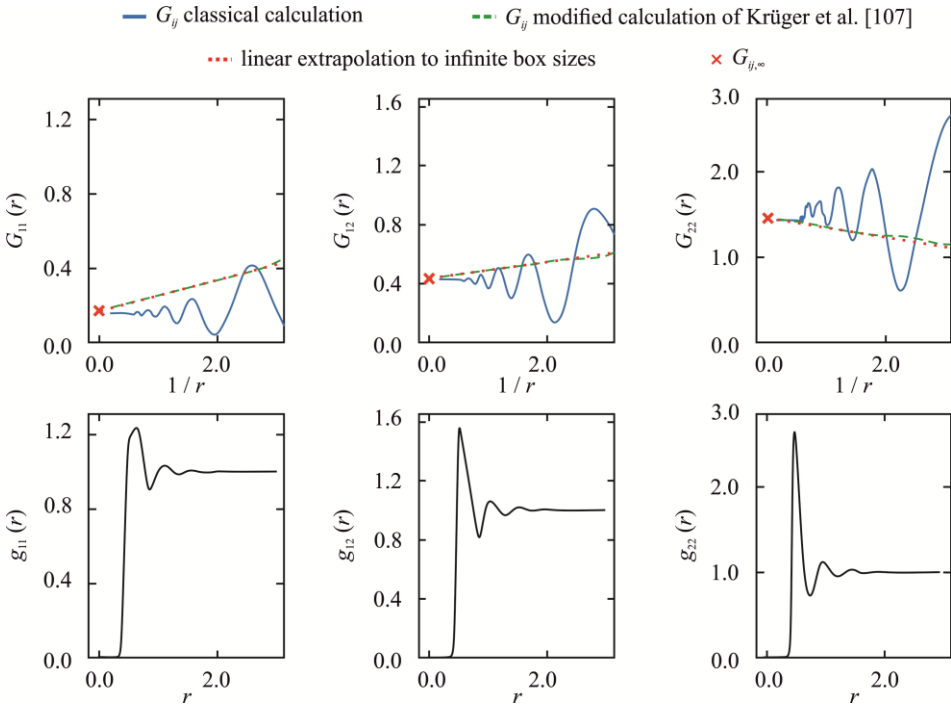 G_ij classical calculation
G_ij modified calculation of Krüger et al. [107]
linear extrapolation to infinite box sizes
G_ij,∞
G_11 (r)
1.2
0.8
0.4
0.0
0.0 2.0
1 / r
G_12 (r)
1.6
1.2
0.8
0.4
0.0
0.0 2.0
1 / r
G_22 (r)
3.0
2.0
1.0
0.0
0.0 2.0
1 / r
g_11 (r)
1.2
0.8
0.4
0.0
0.0 2.0
r
g_12 (r)
1.6
1.2
0.8
0.4
0.0
0.0 2.0
r
g_22 (r)
3.0
2.0
1.0
0.0
0.0 2.0
r